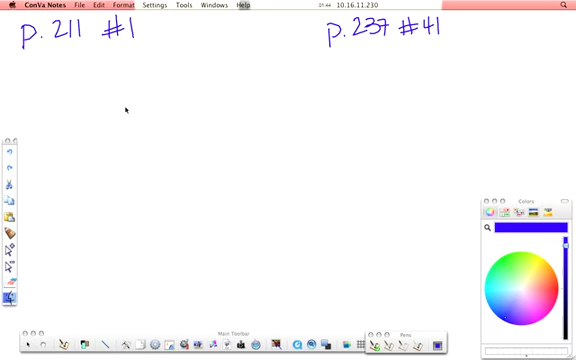 ConVa Notes File Edit Format Settings Tools Windows Help 10.16.11.230
p. 211 #1 p. 237 #41
Colors
Main Toolbar
Pens